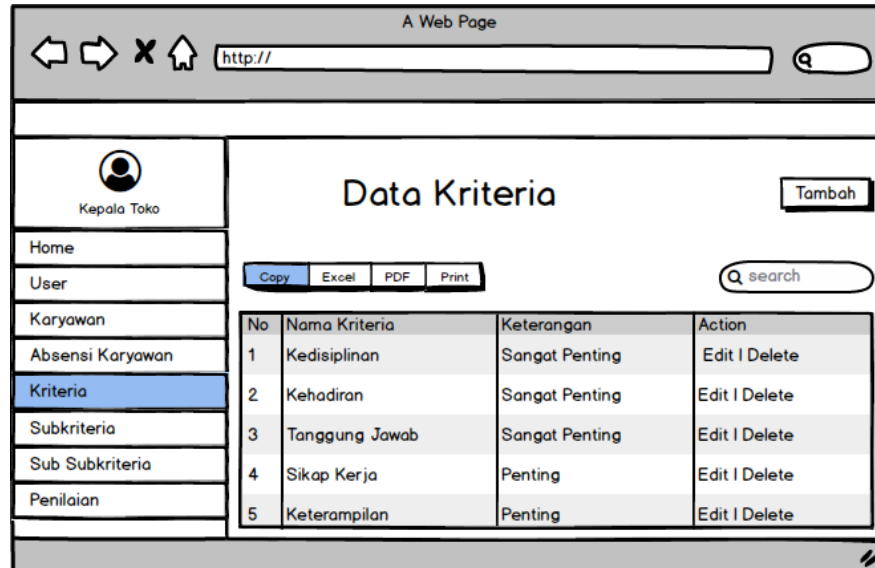 A Web Page
http://
Kepala Toko
Home
User
Karyawan
Absensi Karyawan
Kriteria
Subkriteria
Sub Subkriteria
Penilaian
Data Kriteria
Tambah
Copy Excel PDF Print
search
No Nama Kriteria Keterangan Action
1 Kedisiplinan Sangat Penting Edit | Delete
2 Kehadiran Sangat Penting Edit | Delete
3 Tanggung Jawab Sangat Penting Edit | Delete
4 Sikap Kerja Penting Edit | Delete
5 Keterampilan Penting Edit | Delete